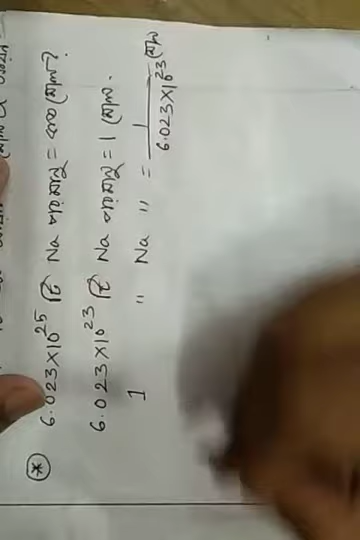 * 6.023×10^25 টি Na পরমাণু = কত মোল?
6.023×10^23 টি Na পরমাণু = 1 মোল.
1 " Na " = 1/6.023×10^23 মোল